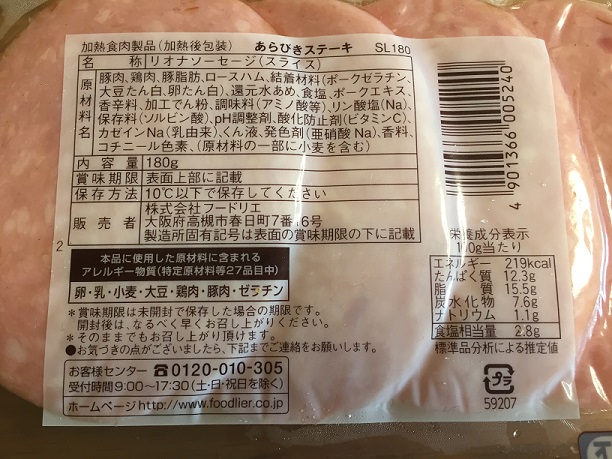 加熱食肉製品(加熱後包装) あらびきステーキ SL180
名 称 リオナソーセージ(スライス)
原材料名 豚肉、鶏肉、豚脂肪、ロースハム、結着材料(ポークゼラチン、
大豆たん白、卵たん白)、還元水あめ、食塩、ポークエキス、
香辛料、加工でん粉、調味料(アミノ酸等)、リン酸塩(Na)、
保存料(ソルビン酸)、pH調整剤、酸化防止剤(ビタミンC)、
カゼインNa(乳由来)、くん液、発色剤(亜硝酸Na)、香料、
コチニール色素、(原材料の一部に小麦を含む)
内 容 量 180g
賞味期限 表面上部に記載
保存方法 10℃以下で保存してください
販 売 者 株式会社フードリエ
大阪府高槻市春日町7番16号
製造所固有記号は表面の賞味期限の下に記載
2
本品に使用した原材料に含まれる
アレルギー物質(特定原材料等27品目中)
卵・乳・小麦・大豆・鶏肉・豚肉・ゼラチン
*賞味期限は未開封で保存した場合の期限です。
開封後は、なるべく早くお召し上がりください。
*そのままでもお召し上がり頂けます。
●お気づきの点がございましたら、下記までご連絡をお願いします。
お客様センター 0120-010-305
受付時間9:00〜17:30(土・日・祝日を除く)
ホームページhttp://www.foodlier.co.jp
4 901366 005240
栄養成分表示
100g当たり
エネルギー 219kcal
たんぱく質 12.3g
脂 質 15.5g
炭水化物 7.6g
ナトリウム 1.1g
食塩相当量 2.8g
標準品分析による推定値
プラ
59207